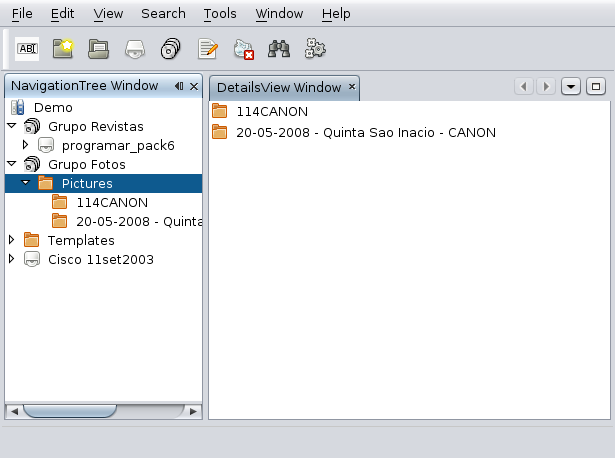 File Edit View Search Tools Window Help
ABC
NavigationTree Window
Demo
Grupo Revistas
programar_pack6
Grupo Fotos
Pictures
114CANON
20-05-2008 - Quinta
Templates
Cisco 11set2003
DetailsView Window
114CANON
20-05-2008 - Quinta Sao Inacio - CANON